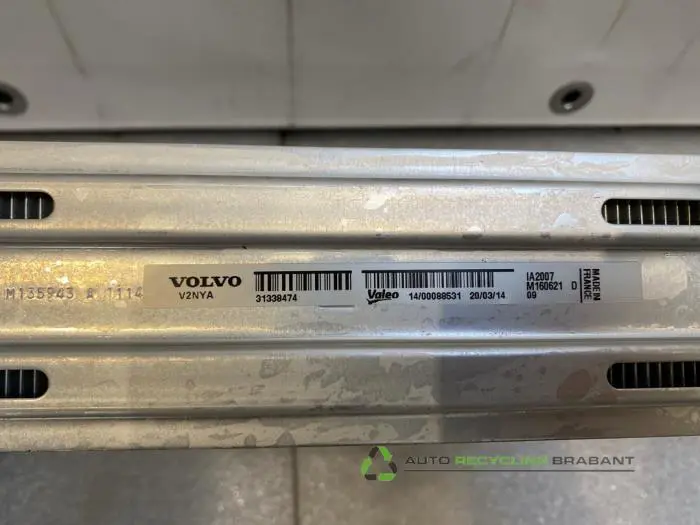 M135943 A 1114
VOLVO
V2NYA
31338474
Valeo
14/00088531 20/03/14
IA2007
M160621 D
09
MADE IN
FRANCE
AUTO RECYCLING BRABANT